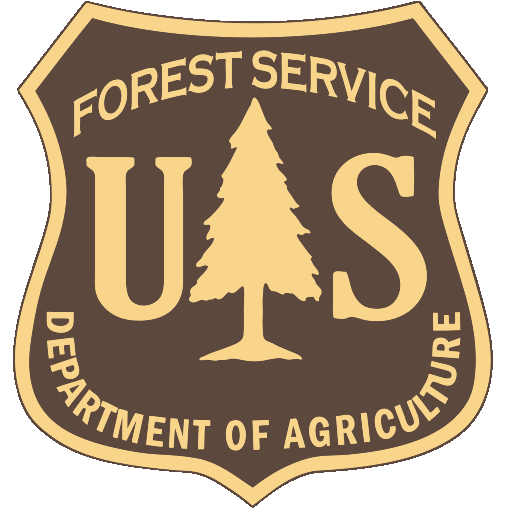 FOREST SERVICE
U S
DEPARTMENT OF AGRICULTURE